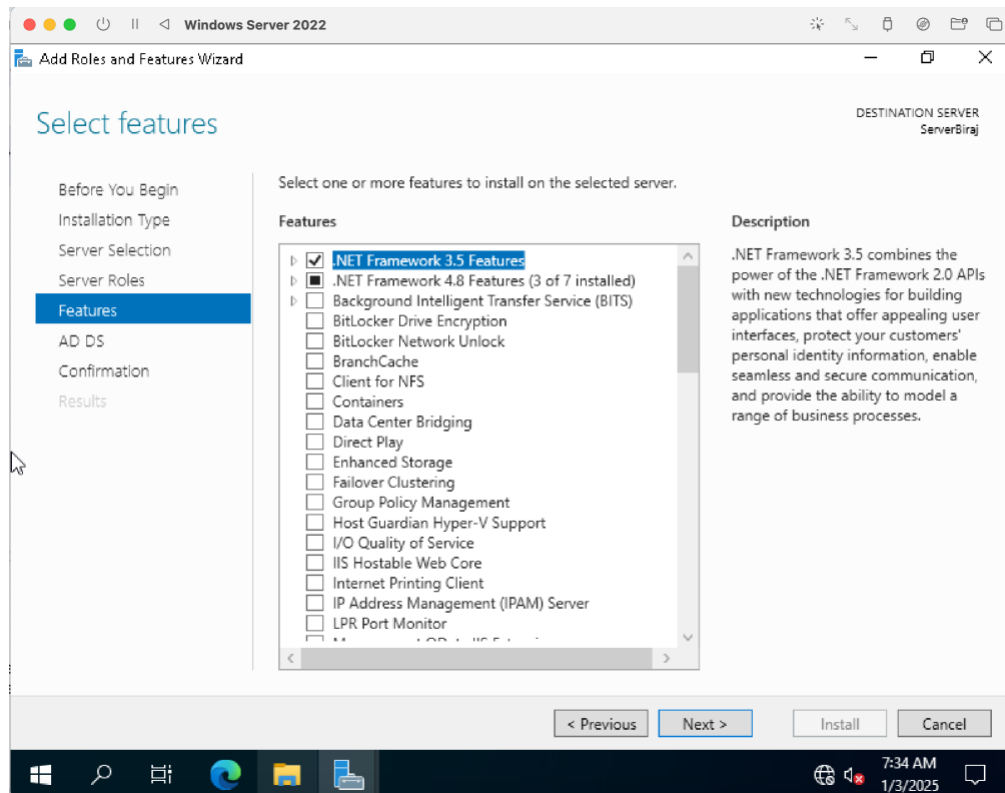 Windows Server 2022
Add Roles and Features Wizard
Select features
DESTINATION SERVER
ServerBiraj
Before You Begin
Installation Type
Server Selection
Server Roles
Features
AD DS
Confirmation
Results
Select one or more features to install on the selected server.
Features
.NET Framework 3.5 Features
.NET Framework 4.8 Features (3 of 7 installed)
Background Intelligent Transfer Service (BITS)
BitLocker Drive Encryption
BitLocker Network Unlock
BranchCache
Client for NFS
Containers
Data Center Bridging
Direct Play
Enhanced Storage
Failover Clustering
Group Policy Management
Host Guardian Hyper-V Support
I/O Quality of Service
IIS Hostable Web Core
Internet Printing Client
IP Address Management (IPAM) Server
LPR Port Monitor
Description
.NET Framework 3.5 combines the
power of the .NET Framework 2.0 APIs
with new technologies for building
applications that offer appealing user
interfaces, protect your customers'
personal identity information, enable
seamless and secure communication,
and provide the ability to model a
range of business processes.
< Previous
Next >
Install
Cancel
7:34 AM
1/3/2025